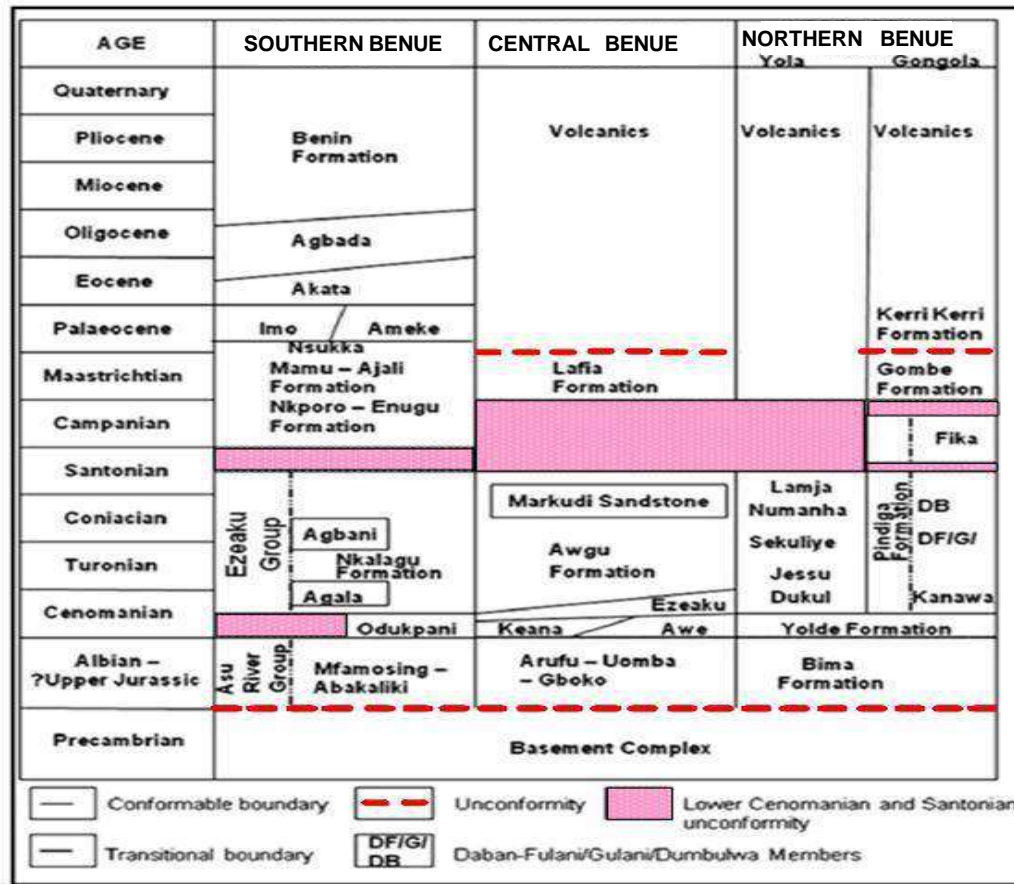 AGE
SOUTHERN BENUE
CENTRAL BENUE
NORTHERN BENUE
Yola
Gongola
Quaternary
Pliocene
Miocene
Oligocene
Eocene
Palaeocene
Maastrichtian
Campanian
Santonian
Coniacian
Turonian
Cenomanian
Albian –
?Upper Jurassic
Precambrian
Benin
Formation
Agbada
Akata
Imo
Ameke
Nsukka
Mamu – Ajali
Formation
Nkporo – Enugu
Formation
Ezeaku
Group
Agbani
Nkalagu
Formation
Agala
Odukpani
Asu
River
Group
Mfamosing –
Abakaliki
Volcanics
Lafia
Formation
Markudi Sandstone
Awgu
Formation
Ezeaku
Keana
Awe
Arufu – Uomba
– Gboko
Volcanics
Lamja
Numanha
Sekuliye
Jessu
Dukul
Yolde Formation
Bima
Formation
Volcanics
Kerri Kerri
Formation
Gombe
Formation
Fika
Pindiga
Formation
DB
DF/G/
Kanawa
Basement Complex
Conformable boundary
Unconformity
Lower Cenomanian and Santonian
unconformity
Transitional boundary
DF/G/
DB
Daban-Fulani/Gulani/Dumbulwa Members